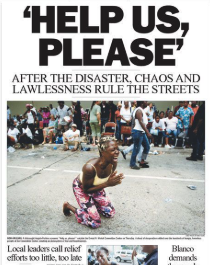 'HELP US,
PLEASE'
AFTER THE DISASTER, CHAOS AND
LAWLESSNESS RULE THE STREETS
Local leaders call relief
efforts too little, too late
Blanco
demands